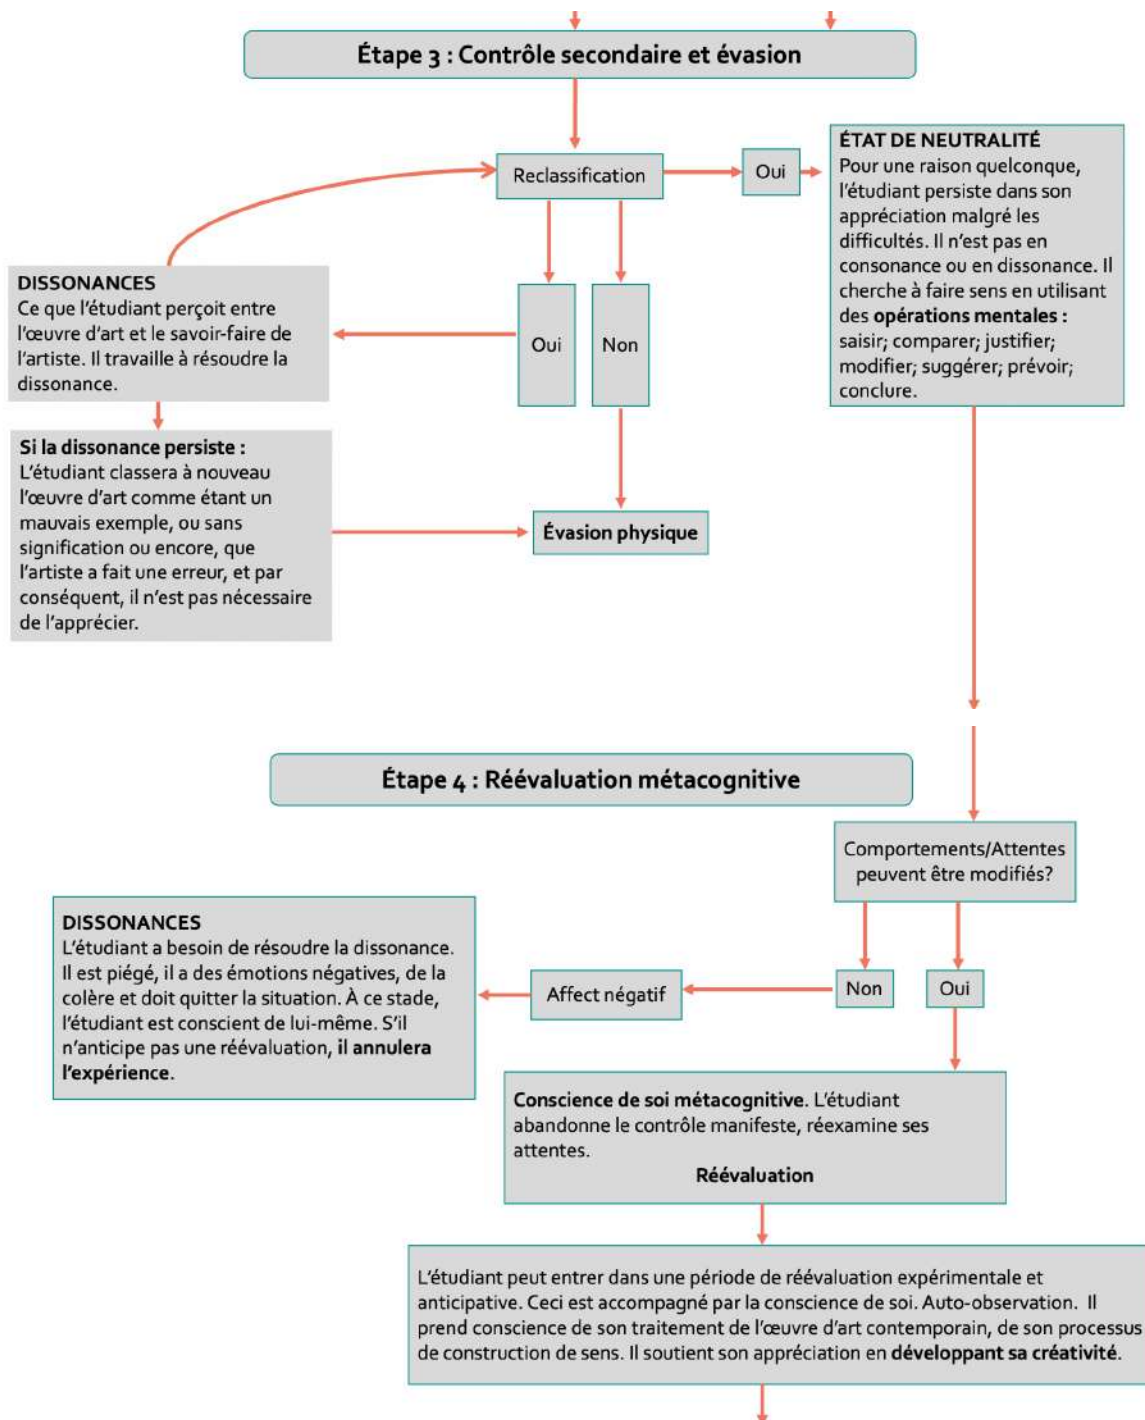 Étape 3 : Contrôle secondaire et évasion
Reclassification
Oui
ÉTAT DE NEUTRALITÉ
Pour une raison quelconque,
l'étudiant persiste dans son
appréciation malgré les
difficultés. Il n'est pas en
consonance ou en dissonance. Il
cherche à faire sens en utilisant
des opérations mentales :
saisir; comparer; justifier;
modifier; suggérer; prévoir;
conclure.
DISSONANCES
Ce que l'étudiant perçoit entre
l'œuvre d'art et le savoir-faire de
l'artiste. Il travaille à résoudre la
dissonance.
Oui
Non
Si la dissonance persiste :
L'étudiant classera à nouveau
l'œuvre d'art comme étant un
mauvais exemple, ou sans
signification ou encore, que
l'artiste a fait une erreur, et par
conséquent, il n'est pas nécessaire
de l'apprécier.
Évasion physique
Étape 4 : Réévaluation métacognitive
Comportements/Attentes
peuvent être modifiés?
Non
Oui
Affect négatif
DISSONANCES
L'étudiant a besoin de résoudre la dissonance.
Il est piégé, il a des émotions négatives, de la
colère et doit quitter la situation. À ce stade,
l'étudiant est conscient de lui-même. S'il
n'anticipe pas une réévaluation, il annulera
l'expérience.
Conscience de soi métacognitive. L'étudiant
abandonne le contrôle manifeste, réexamine ses
attentes.
Réévaluation
L'étudiant peut entrer dans une période de réévaluation expérimentale et
anticipative. Ceci est accompagné par la conscience de soi. Auto-observation. Il
prend conscience de son traitement de l'œuvre d'art contemporain, de son processus
de construction de sens. Il soutient son appréciation en développant sa créativité.